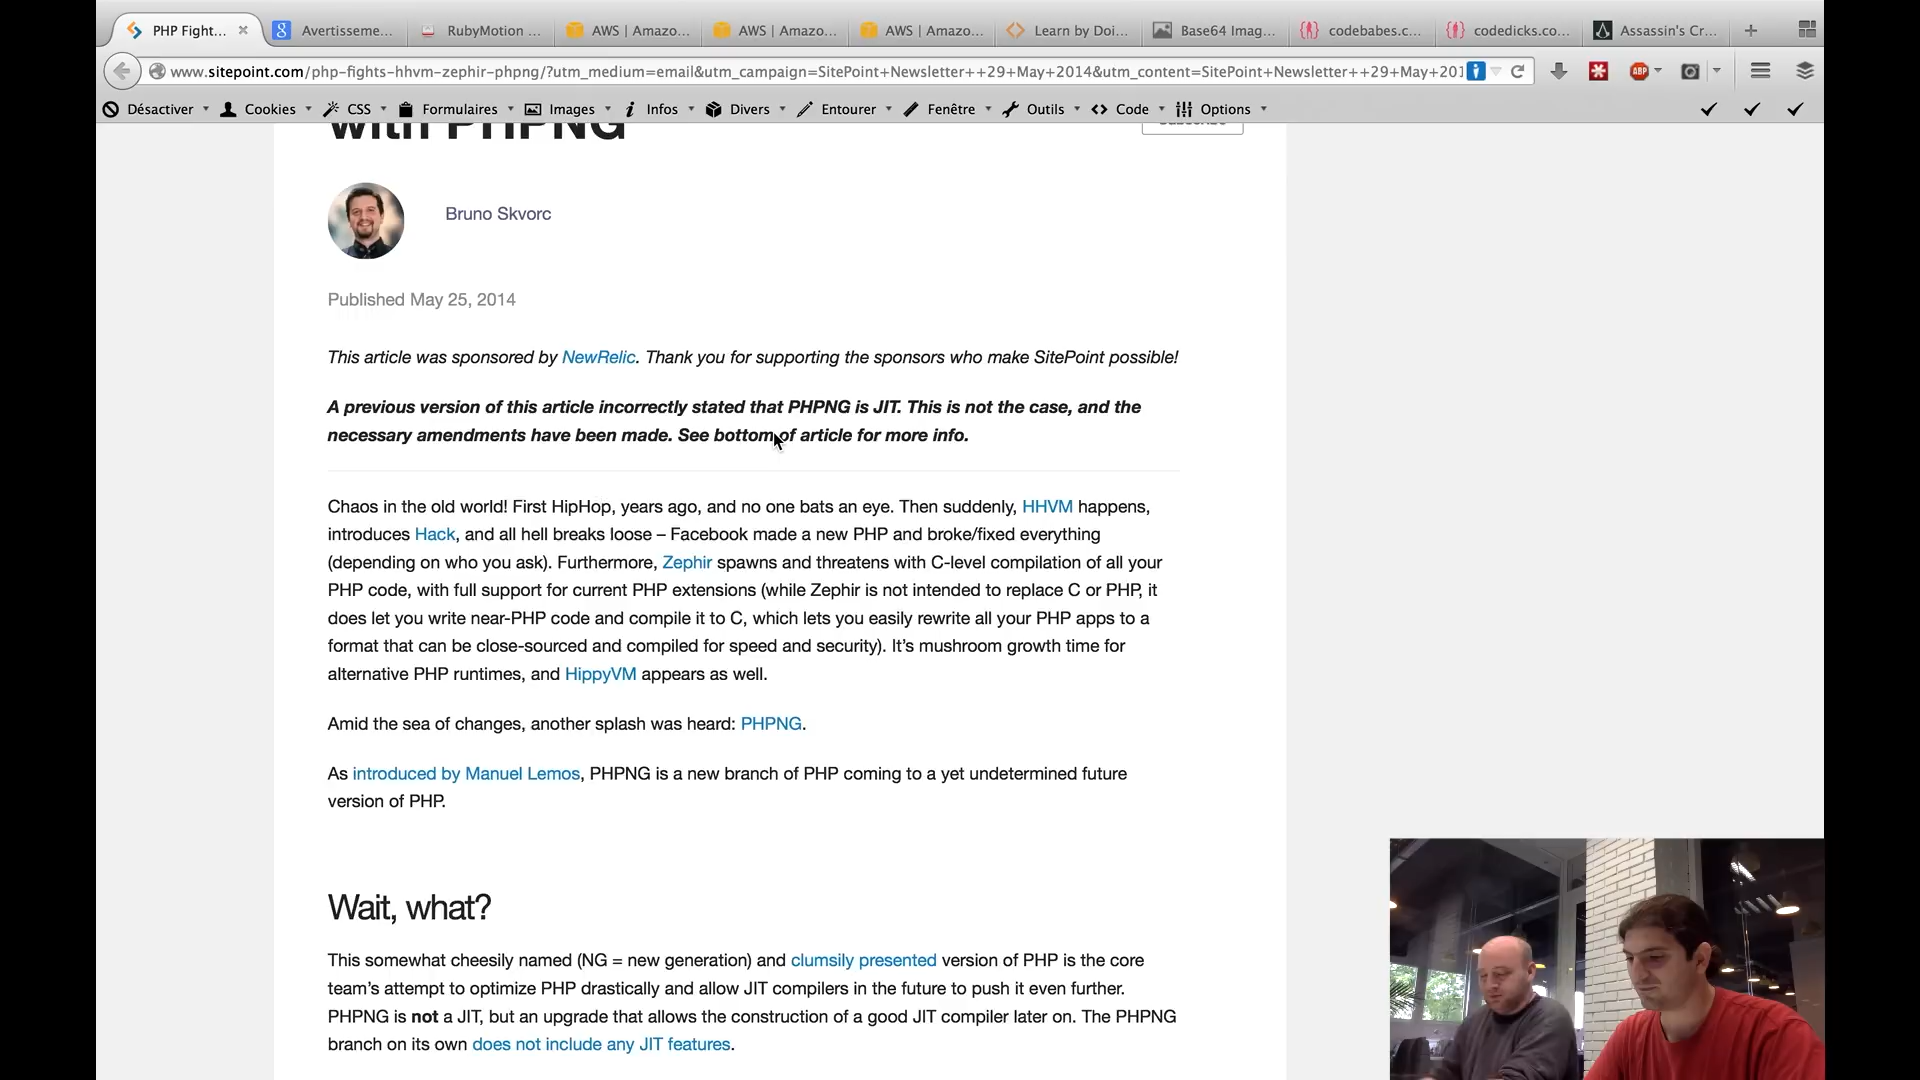 PHP Fight...
Avertisseme...
RubyMotion ...
AWS | Amazo...
AWS | Amazo...
AWS | Amazo...
Learn by Doi...
Base64 Imag...
codebabes.c...
codedicks.co...
Assassin's Cr...
www.sitepoint.com/php-fights-hhvm-zephir-phpng/?utm_medium=email&utm_campaign=SitePoint+Newsletter++29+May+2014&utm_content=SitePoint+Newsletter++29+May+201
ABP
Désactiver
Cookies
CSS
Formulaires
Images
Infos
Divers
Entourer
Fenêtre
Outils
Code
Options
with PHPNG
Bruno Skvorc
Published May 25, 2014
This article was sponsored by NewRelic. Thank you for supporting the sponsors who make SitePoint possible!
A previous version of this article incorrectly stated that PHPNG is JIT. This is not the case, and the
necessary amendments have been made. See bottom of article for more info.
Chaos in the old world! First HipHop, years ago, and no one bats an eye. Then suddenly, HHVM happens,
introduces Hack, and all hell breaks loose – Facebook made a new PHP and broke/fixed everything
(depending on who you ask). Furthermore, Zephir spawns and threatens with C-level compilation of all your
PHP code, with full support for current PHP extensions (while Zephir is not intended to replace C or PHP, it
does let you write near-PHP code and compile it to C, which lets you easily rewrite all your PHP apps to a
format that can be close-sourced and compiled for speed and security). It’s mushroom growth time for
alternative PHP runtimes, and HippyVM appears as well.
Amid the sea of changes, another splash was heard: PHPNG.
As introduced by Manuel Lemos, PHPNG is a new branch of PHP coming to a yet undetermined future
version of PHP.
Wait, what?
This somewhat cheesily named (NG = new generation) and clumsily presented version of PHP is the core
team’s attempt to optimize PHP drastically and allow JIT compilers in the future to push it even further.
PHPNG is not a JIT, but an upgrade that allows the construction of a good JIT compiler later on. The PHPNG
branch on its own does not include any JIT features.